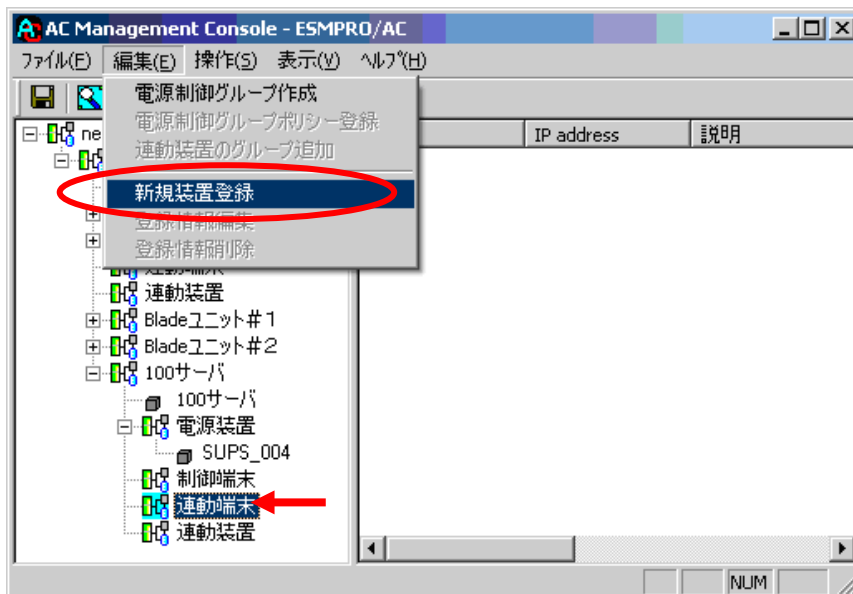 AC Management Console - ESMPRO/AC
ファイル(F) 編集(E) 操作(S) 表示(V) ヘルプ(H)
電源制御グループ作成
電源制御グループポリシー登録
連動装置のグループ追加
新規装置登録
登録情報編集
登録情報削除
IP address 説明
ne
連動端末
連動装置
Bladeユニット#1
Bladeユニット#2
100サーバ
100サーバ
電源装置
SUPS_004
制御端末
連動端末
連動装置
NUM